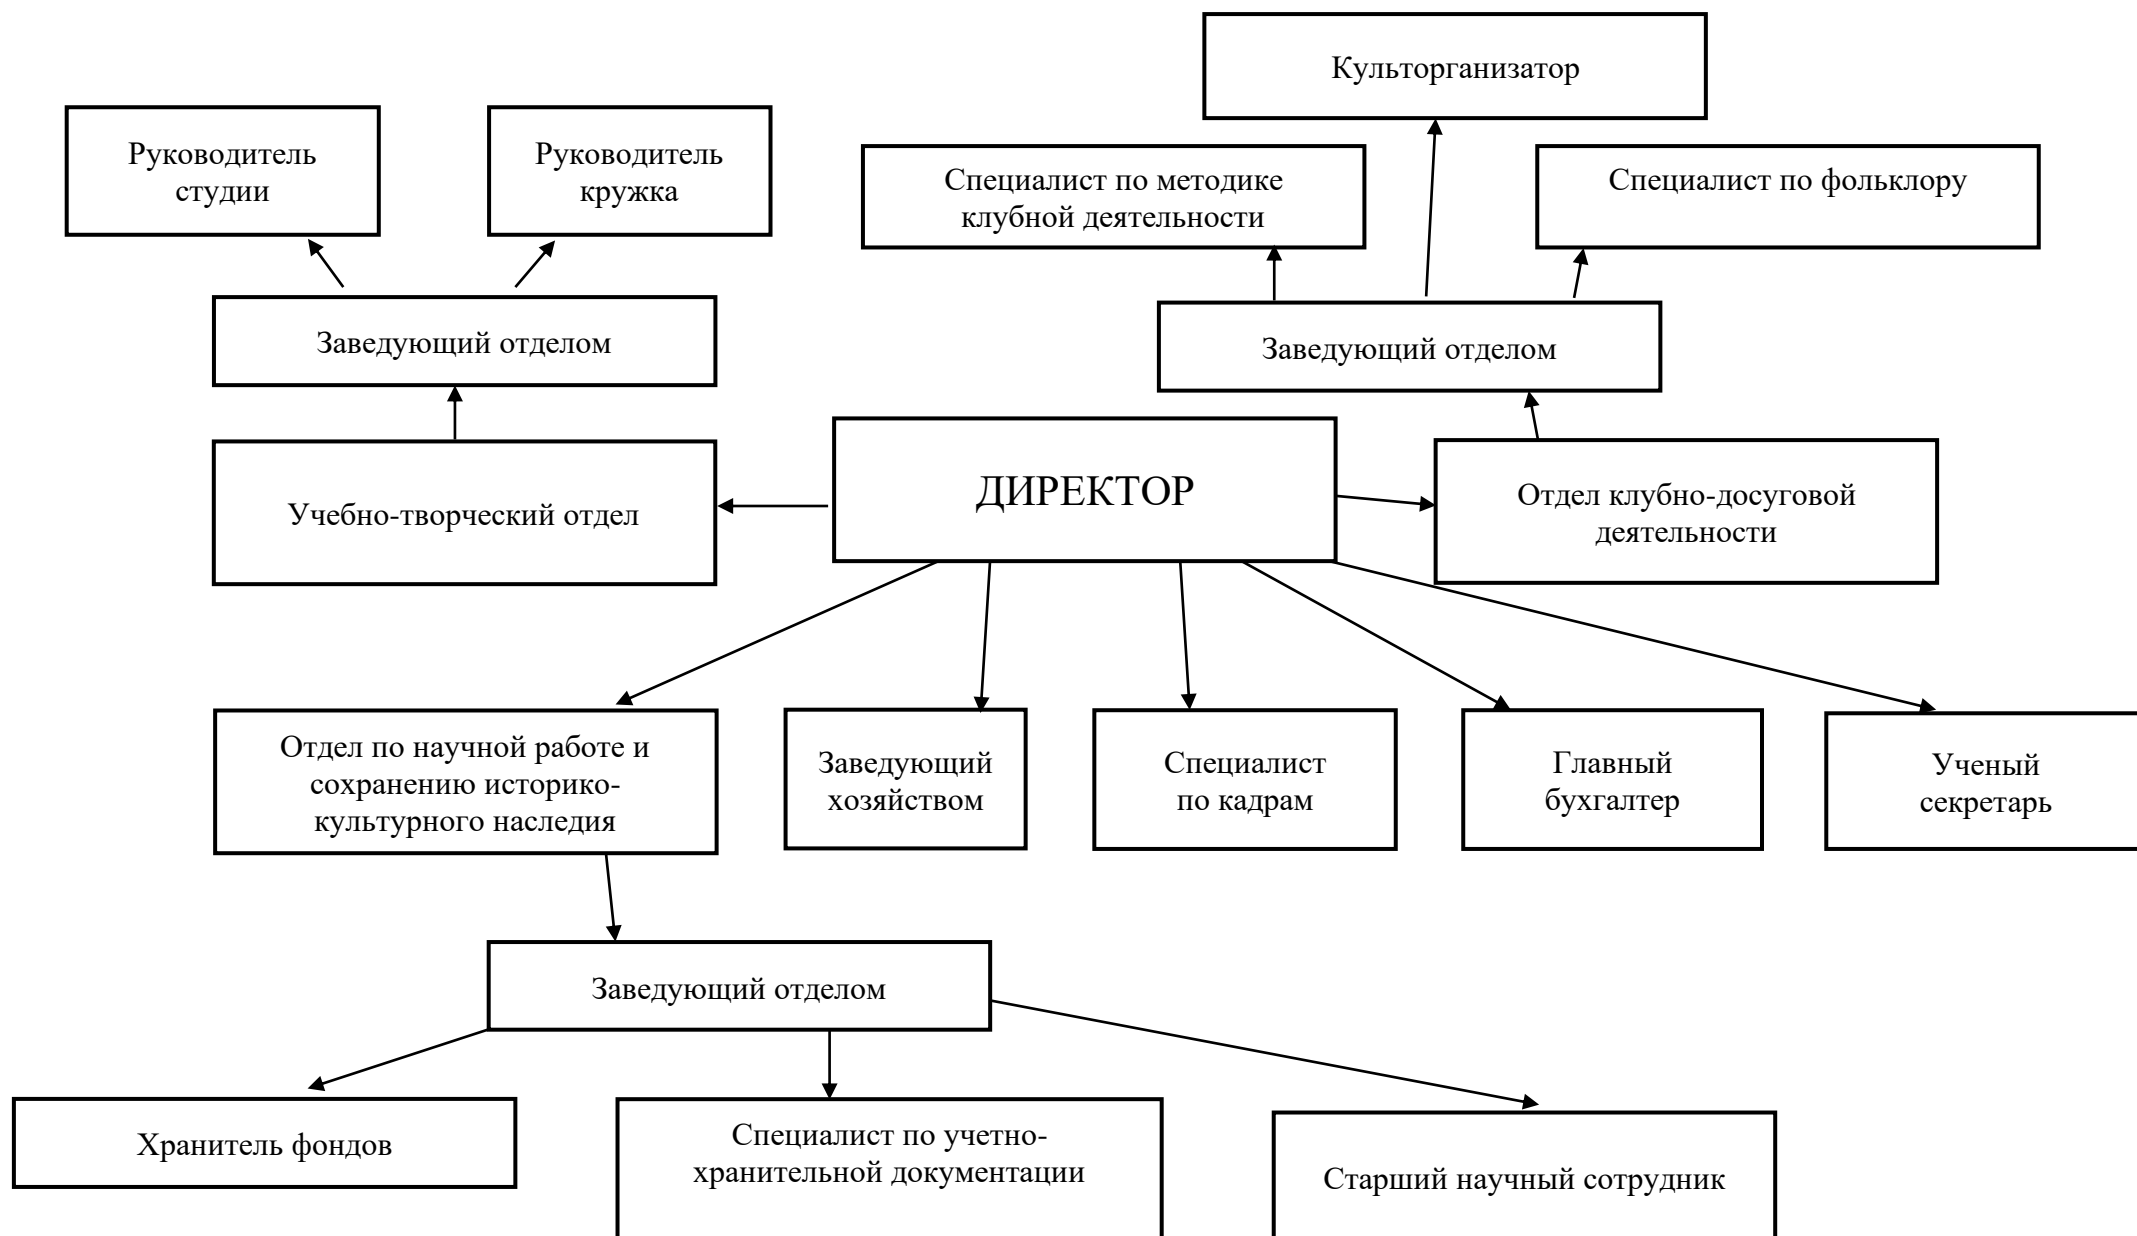 Культорганизатор
Руководитель
студии
Руководитель
кружка
Специалист по методике
клубной деятельности
Специалист по фольклору
Заведующий отделом
Заведующий отделом
ДИРЕКТОР
Учебно-творческий отдел
Отдел клубно-досуговой
деятельности
Отдел по научной работе и
сохранению историко-
культурного наследия
Заведующий
хозяйством
Специалист
по кадрам
Главный
бухгалтер
Ученый
секретарь
Заведующий отделом
Хранитель фондов
Специалист по учетно-
хранительной документации
Старший научный сотрудник